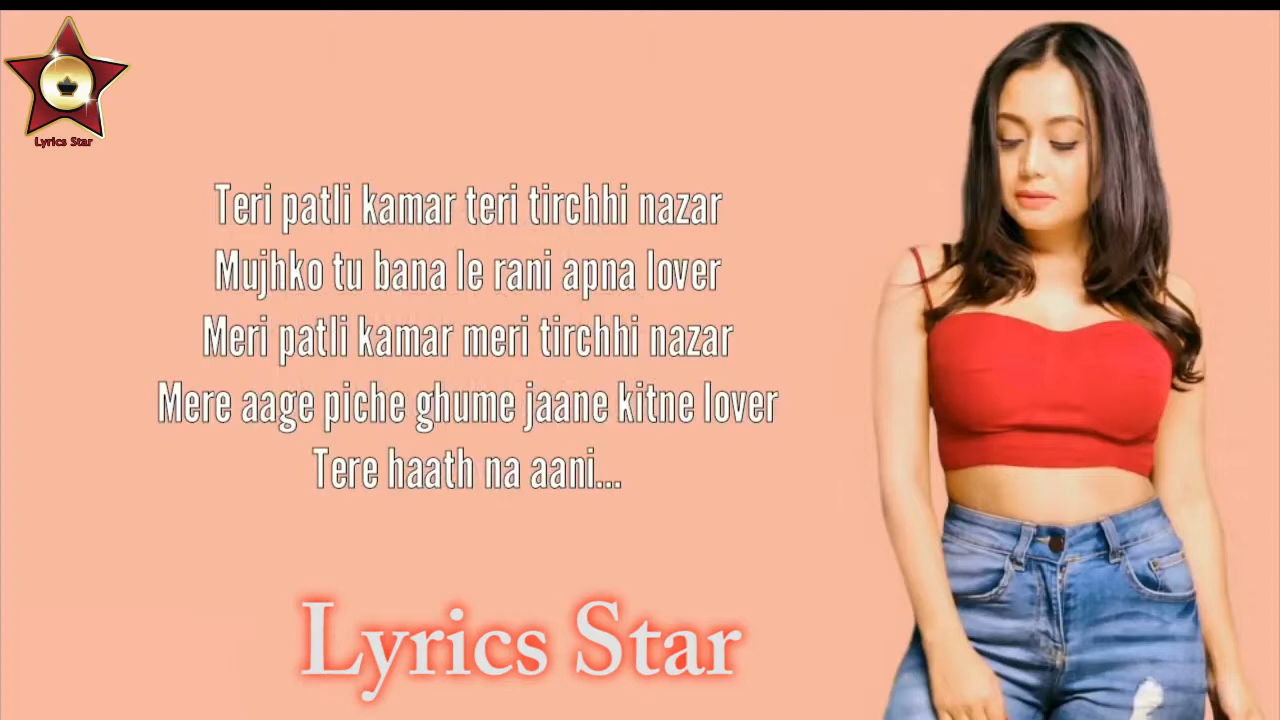 Lyrics Star
Teri patli kamar teri tirchhi nazar
Mujhko tu bana le rani apna lover
Meri patli kamar meri tirchhi nazar
Mere aage piche ghume jaane kitne lover
Tere haath na aani...
Lyrics Star